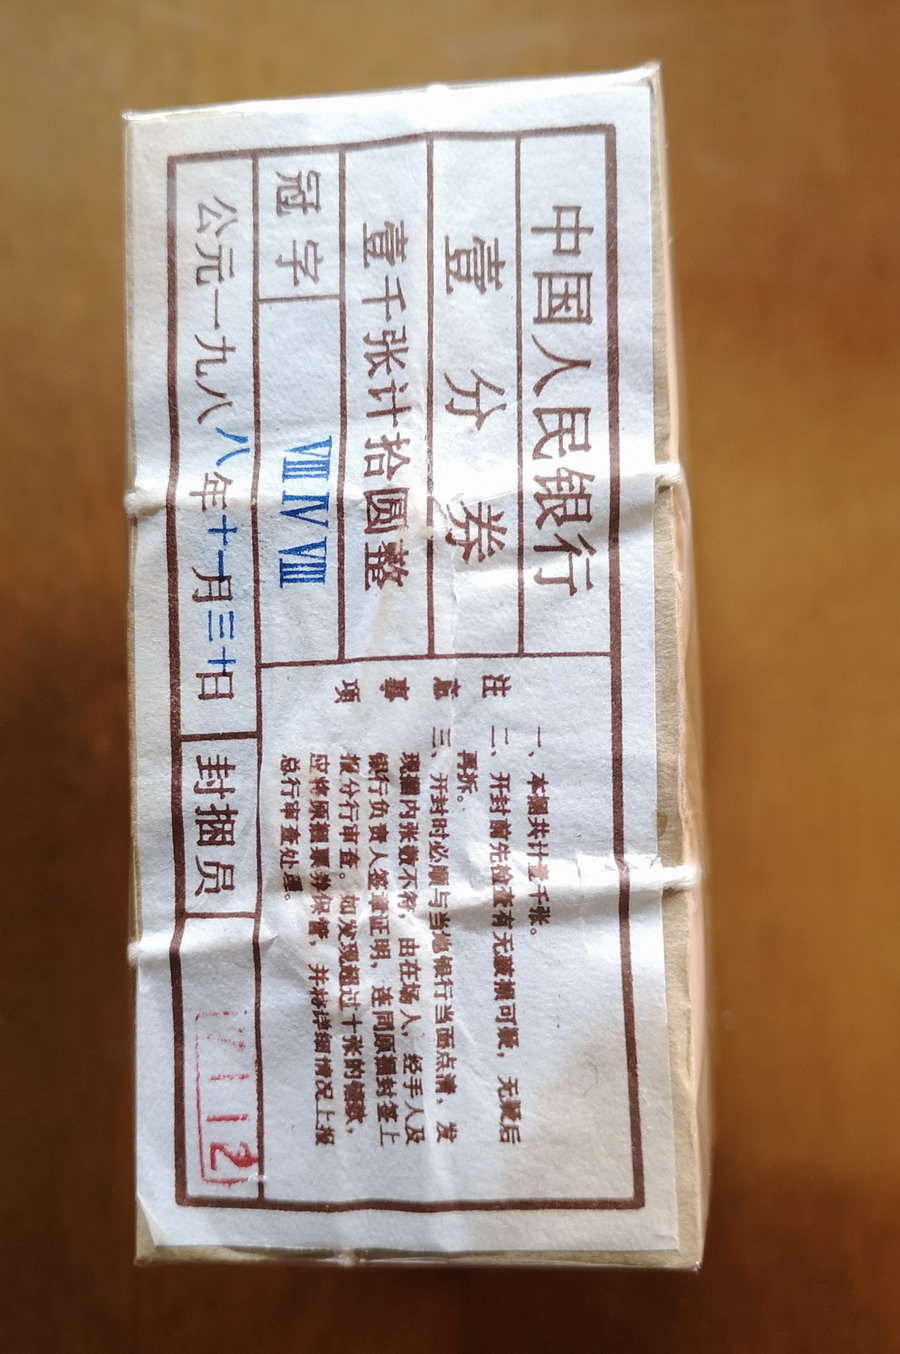 中国人民银行
壹分券
壹千张计拾圆整
冠字 Ⅷ Ⅳ Ⅷ
公元一九八八年十一月三十日 封捆员
注意事项
一、本捆共计壹千张。
二、开封前先检查有无破损可疑，无疑后
再拆。
三、开封时必须与当地银行当面点清，发
现捆内张数不符，由在场人，经手人及
银行负责人签章证明，连同原捆封签上
报分行审查。如发现超过十张的错款，
应将原捆票券保管，并将详细情况上报
总行审查处理。